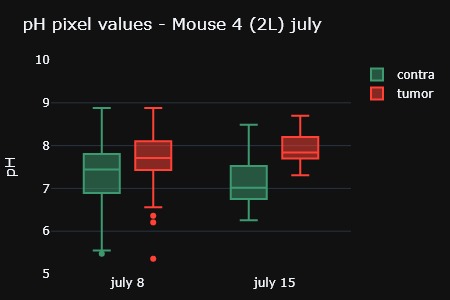 pH pixel values - Mouse 4 (2L) july
10
9
8
7
6
5
pH
july 8
july 15
contra
tumor